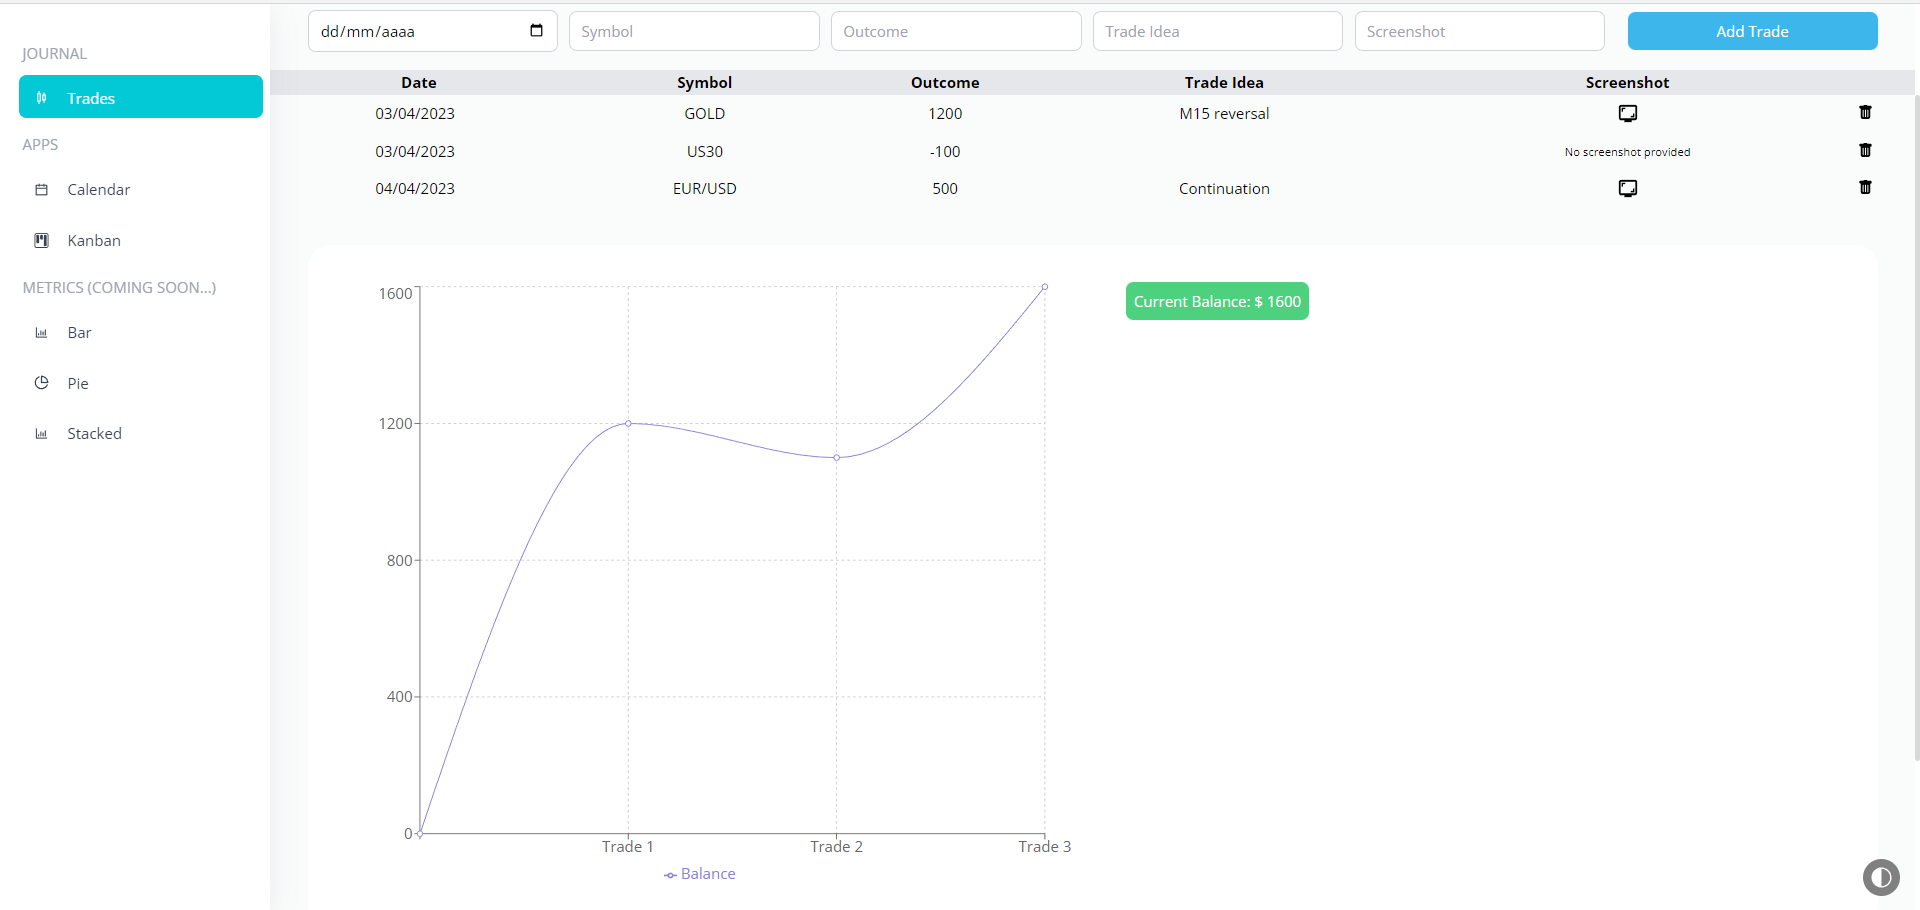 dd/mm/aaaa Symbol Outcome Trade Idea Screenshot Add Trade
JOURNAL
Trades
APPS
Calendar
Kanban
METRICS (COMING SOON...)
Bar
Pie
Stacked
Date Symbol Outcome Trade Idea Screenshot
03/04/2023 GOLD 1200 M15 reversal
03/04/2023 US30 -100 No screenshot provided
04/04/2023 EUR/USD 500 Continuation
Current Balance: $ 1600
1600
1200
800
400
0
Trade 1 Trade 2 Trade 3
Balance